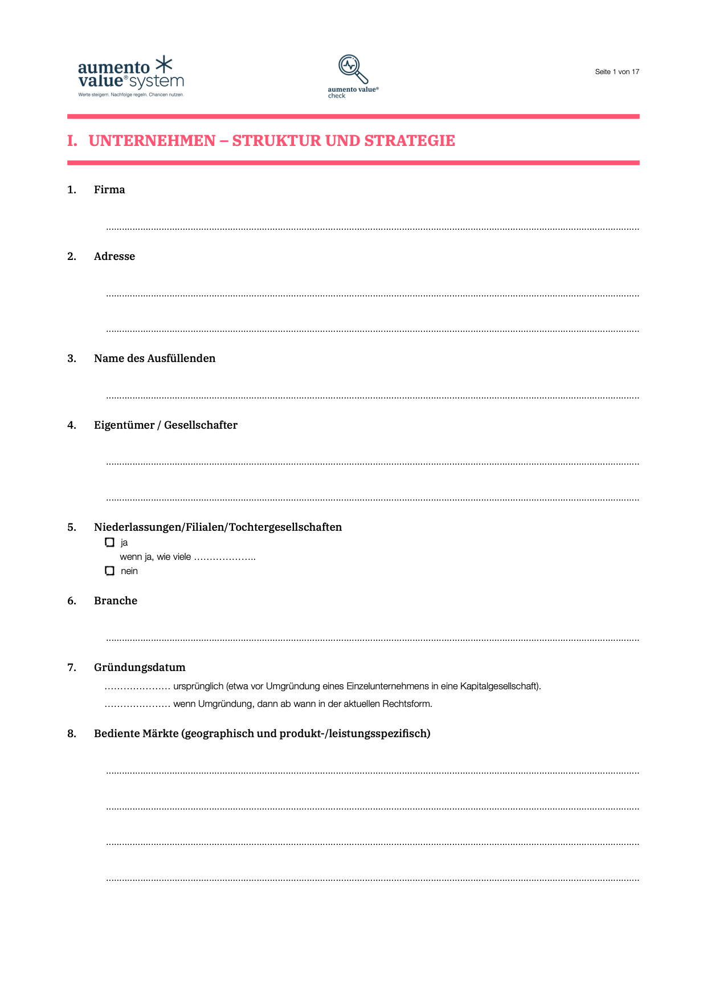 aumento
value®system
Werte steigern. Nachfolge regeln. Chancen nutzen.
aumento value®
check
Seite 1 von 17
I. UNTERNEHMEN – STRUKTUR UND STRATEGIE
1. Firma
2. Adresse
3. Name des Ausfüllenden
4. Eigentümer / Gesellschafter
5. Niederlassungen/Filialen/Tochtergesellschaften
ja
wenn ja, wie viele ………………..
nein
6. Branche
7. Gründungsdatum
………………… ursprünglich (etwa vor Umgründung eines Einzelunternehmens in eine Kapitalgesellschaft).
………………… wenn Umgründung, dann ab wann in der aktuellen Rechtsform.
8. Bediente Märkte (geographisch und produkt-/leistungsspezifisch)